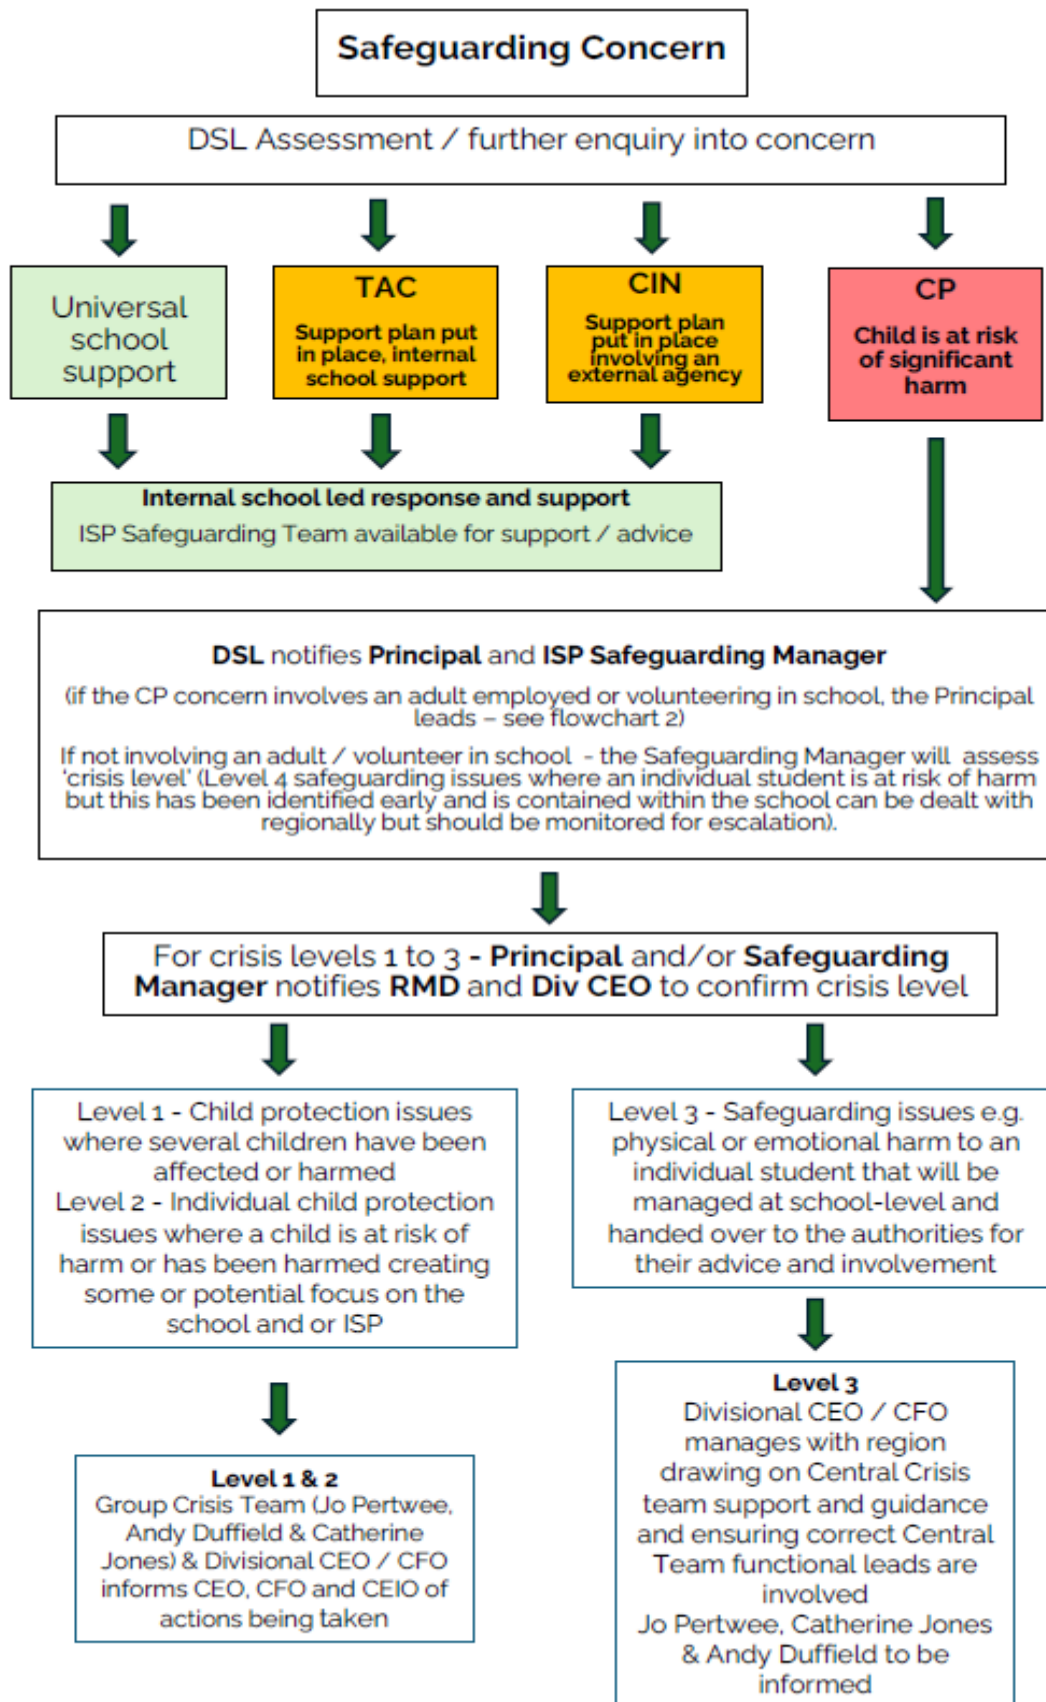 Safeguarding Concern
DSL Assessment / further enquiry into concern
Universal
school
support
TAC
Support plan put
in place, internal
school support
CIN
Support plan
put in place
involving an
external agency
CP
Child is at risk
of significant
harm
Internal school led response and support
ISP Safeguarding Team available for support / advice
DSL notifies Principal and ISP Safeguarding Manager
(if the CP concern involves an adult employed or volunteering in school, the Principal
leads – see flowchart 2)
If not involving an adult / volunteer in school - the Safeguarding Manager will assess
'crisis level' (Level 4 safeguarding issues where an individual student is at risk of harm
but this has been identified early and is contained within the school can be dealt with
regionally but should be monitored for escalation).
For crisis levels 1 to 3 - Principal and/or Safeguarding
Manager notifies RMD and Div CEO to confirm crisis level
Level 1 - Child protection issues
where several children have been
affected or harmed
Level 2 - Individual child protection
issues where a child is at risk of
harm or has been harmed creating
some or potential focus on the
school and or ISP
Level 3 - Safeguarding issues e.g.
physical or emotional harm to an
individual student that will be
managed at school-level and
handed over to the authorities for
their advice and involvement
Level 1 & 2
Group Crisis Team (Jo Pertwee,
Andy Duffield & Catherine
Jones) & Divisional CEO / CFO
informs CEO, CFO and CEIO of
actions being taken
Level 3
Divisional CEO / CFO
manages with region
drawing on Central Crisis
team support and guidance
and ensuring correct Central
Team functional leads are
involved
Jo Pertwee, Catherine Jones
& Andy Duffield to be
informed